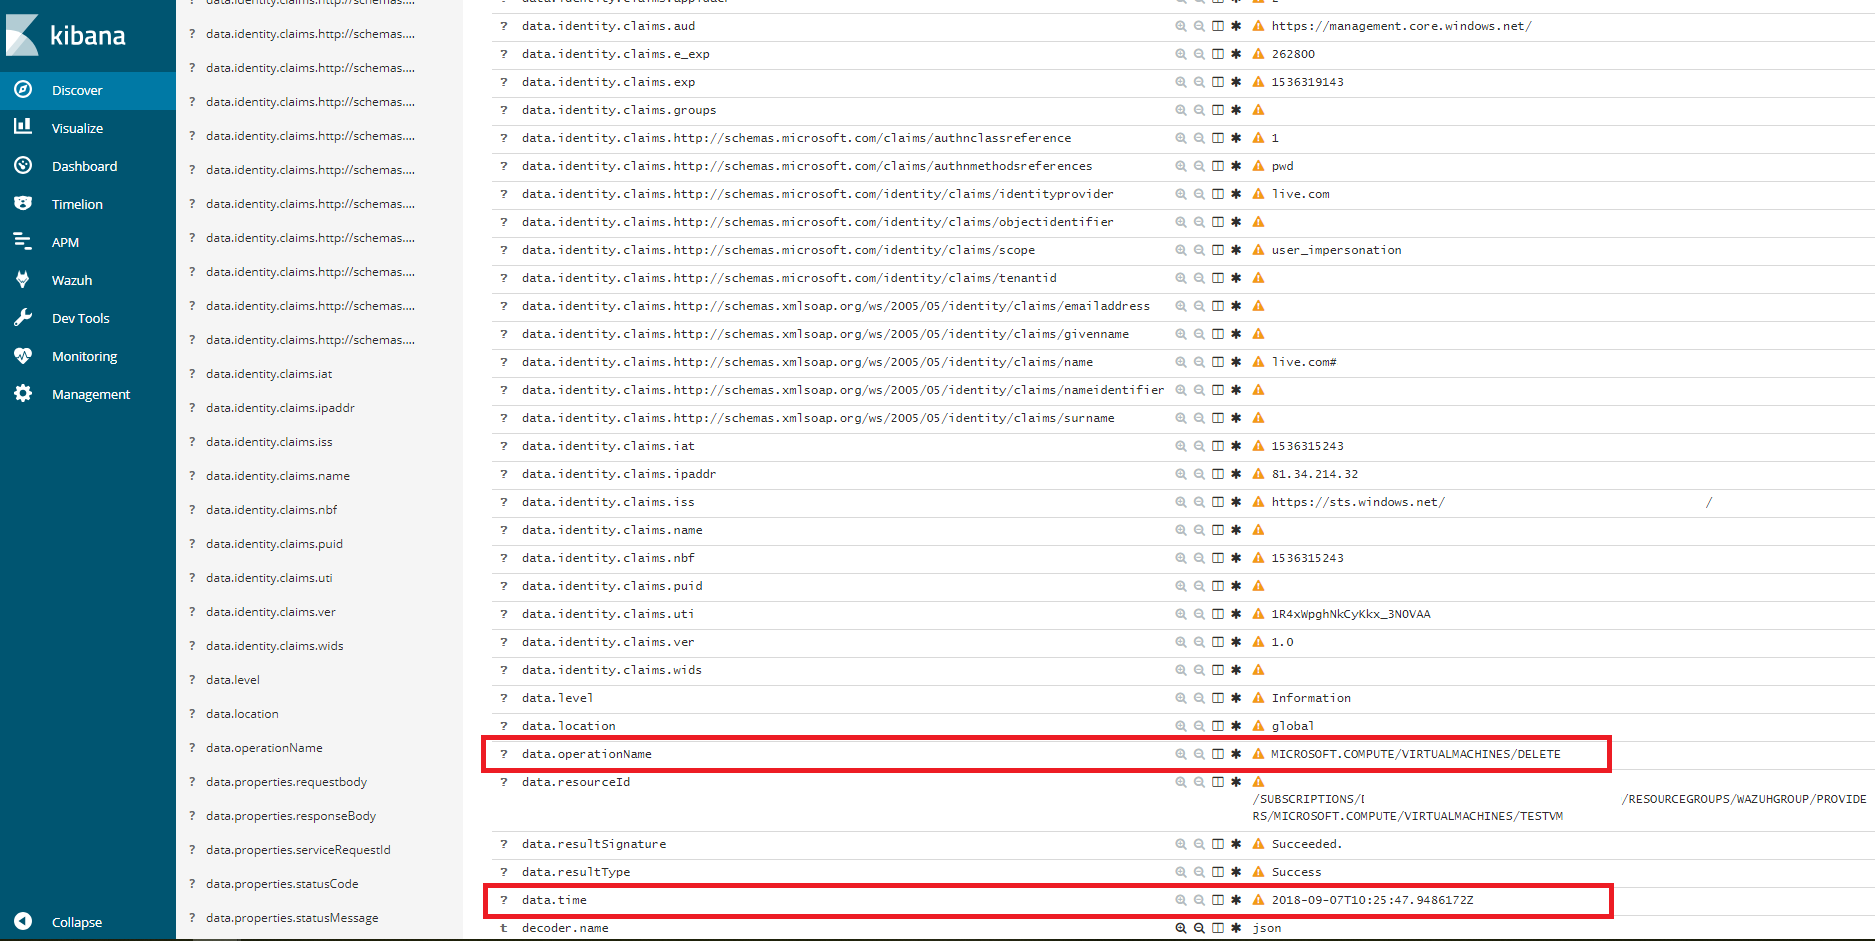 kibana
Discover
Visualize
Dashboard
Timelion
APM
Wazuh
Dev Tools
Monitoring
Management
Collapse
? data.identity.claims.http://schemas....
? data.identity.claims.http://schemas....
? data.identity.claims.http://schemas....
? data.identity.claims.http://schemas....
? data.identity.claims.http://schemas....
? data.identity.claims.http://schemas....
? data.identity.claims.http://schemas....
? data.identity.claims.http://schemas....
? data.identity.claims.http://schemas....
? data.identity.claims.http://schemas....
? data.identity.claims.http://schemas....
? data.identity.claims.iat
? data.identity.claims.ipaddr
? data.identity.claims.iss
? data.identity.claims.name
? data.identity.claims.nbf
? data.identity.claims.puid
? data.identity.claims.uti
? data.identity.claims.ver
? data.identity.claims.wids
? data.level
? data.location
? data.operationName
? data.properties.requestbody
? data.properties.responseBody
? data.properties.serviceRequestId
? data.properties.statusCode
? data.properties.statusMessage
? data.identity.claims.aud https://management.core.windows.net/
? data.identity.claims.e_exp 262800
? data.identity.claims.exp 1536319143
? data.identity.claims.groups
? data.identity.claims.http://schemas.microsoft.com/claims/authnclassreference 1
? data.identity.claims.http://schemas.microsoft.com/claims/authnmethodsreferences pwd
? data.identity.claims.http://schemas.microsoft.com/identity/claims/identityprovider live.com
? data.identity.claims.http://schemas.microsoft.com/identity/claims/objectidentifier
? data.identity.claims.http://schemas.microsoft.com/identity/claims/scope user_impersonation
? data.identity.claims.http://schemas.microsoft.com/identity/claims/tenantid
? data.identity.claims.http://schemas.xmlsoap.org/ws/2005/05/identity/claims/emailaddress
? data.identity.claims.http://schemas.xmlsoap.org/ws/2005/05/identity/claims/givenname
? data.identity.claims.http://schemas.xmlsoap.org/ws/2005/05/identity/claims/name live.com#
? data.identity.claims.http://schemas.xmlsoap.org/ws/2005/05/identity/claims/nameidentifier
? data.identity.claims.http://schemas.xmlsoap.org/ws/2005/05/identity/claims/surname
? data.identity.claims.iat 1536315243
? data.identity.claims.ipaddr 81.34.214.32
? data.identity.claims.iss https://sts.windows.net/ /
? data.identity.claims.name
? data.identity.claims.nbf 1536315243
? data.identity.claims.puid
? data.identity.claims.uti 1R4xWpghNkCyKkx_3NOVAA
? data.identity.claims.ver 1.0
? data.identity.claims.wids
? data.level Information
? data.location global
? data.operationName MICROSOFT.COMPUTE/VIRTUALMACHINES/DELETE
? data.resourceId
/SUBSCRIPTIONS/ /RESOURCEGROUPS/WAZUHGROUP/PROVIDE
RS/MICROSOFT.COMPUTE/VIRTUALMACHINES/TESTVM
? data.resultSignature Succeeded.
? data.resultType Success
? data.time 2018-09-07T10:25:47.9486172Z
t decoder.name json